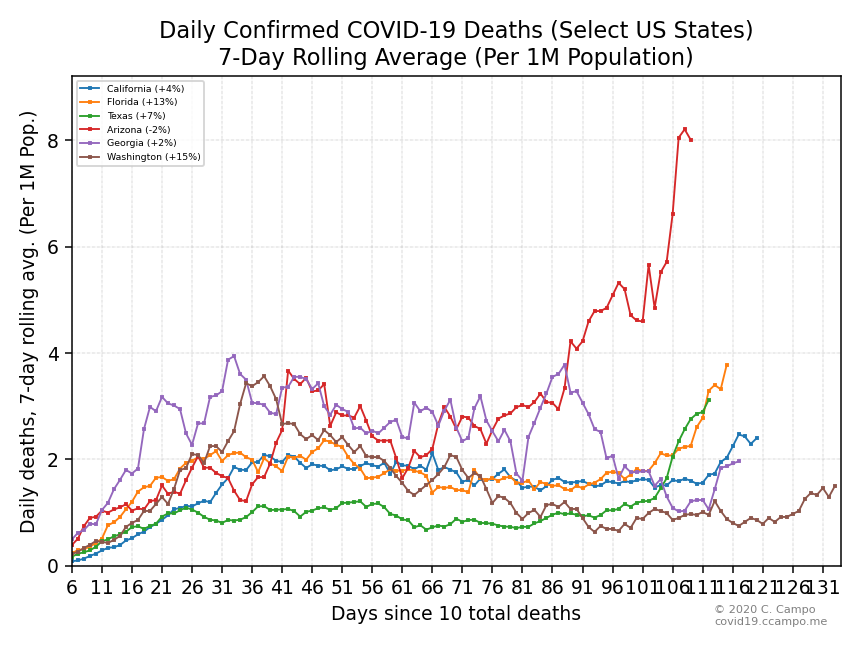 Daily Confirmed COVID-19 Deaths (Select US States)
7-Day Rolling Average (Per 1M Population)
Daily deaths, 7-day rolling avg. (Per 1M Pop.)
California (+4%)
Florida (+13%)
Texas (+7%)
Arizona (-2%)
Georgia (+2%)
Washington (+15%)
8
6
4
2
0
6 11 16 21 26 31 36 41 46 51 56 61 66 71 76 81 86 91 96 101 106 111 116 121 126 131
Days since 10 total deaths
© 2020 C. Campo
covid19.ccampo.me